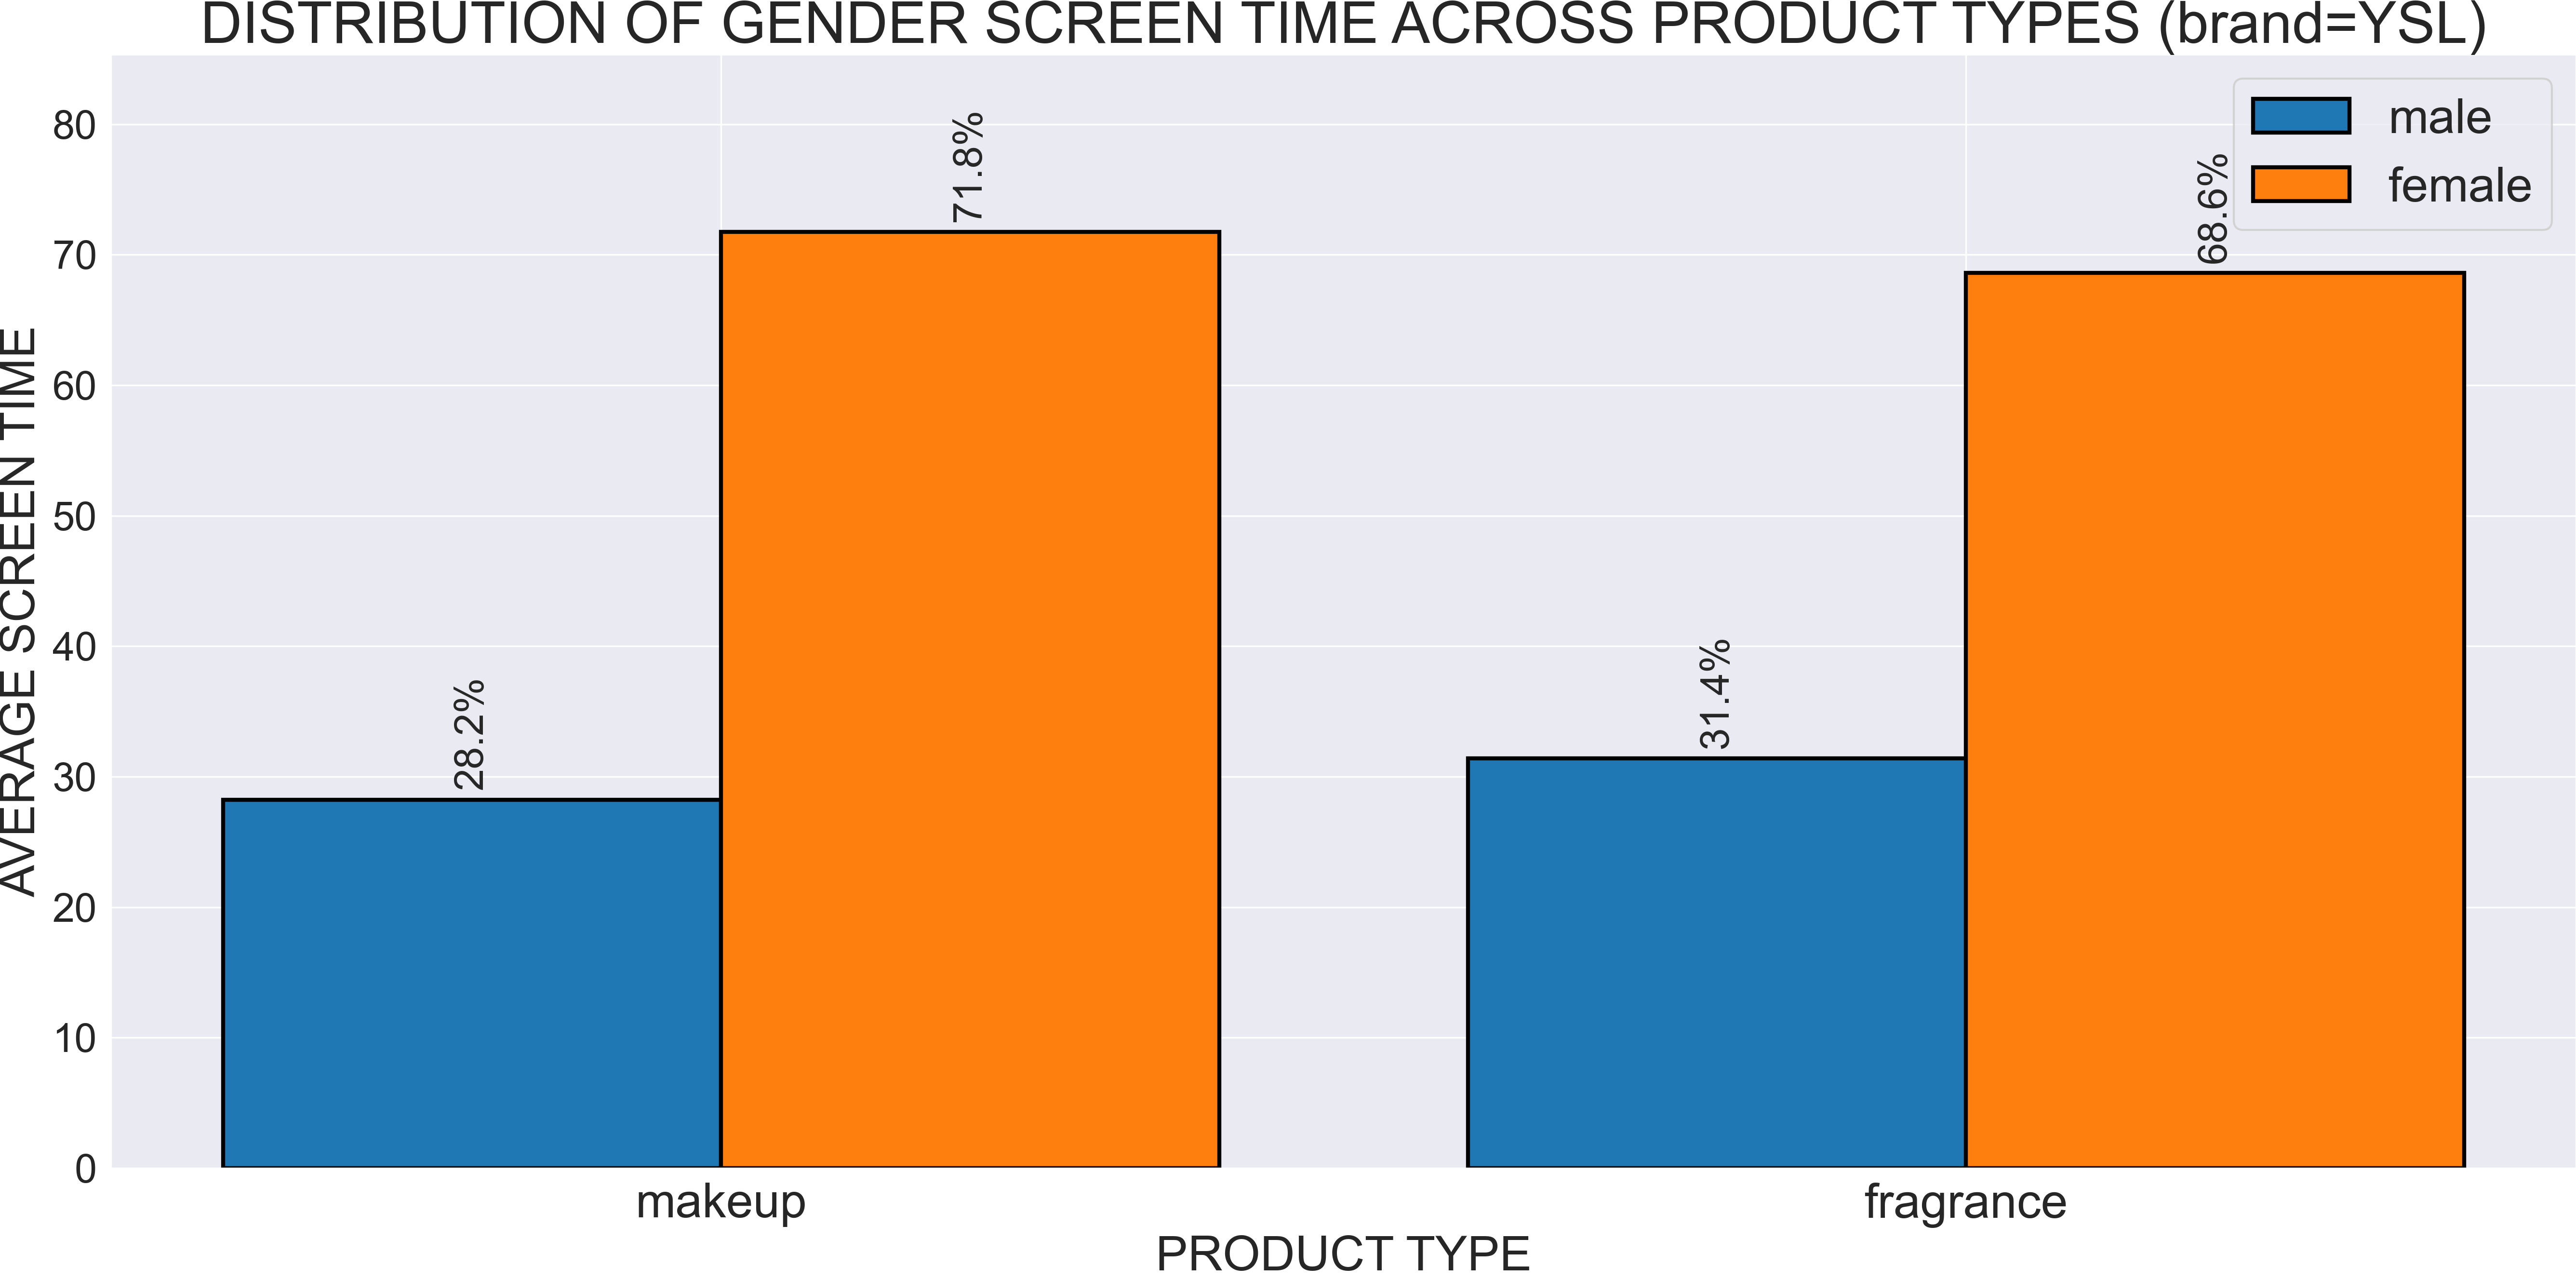 DISTRIBUTION OF GENDER SCREEN TIME ACROSS PRODUCT TYPES (brand=YSL)
male
female
AVERAGE SCREEN TIME
80
70
60
50
40
30
20
10
0
28.2%
71.8%
31.4%
68.6%
makeup
fragrance
PRODUCT TYPE